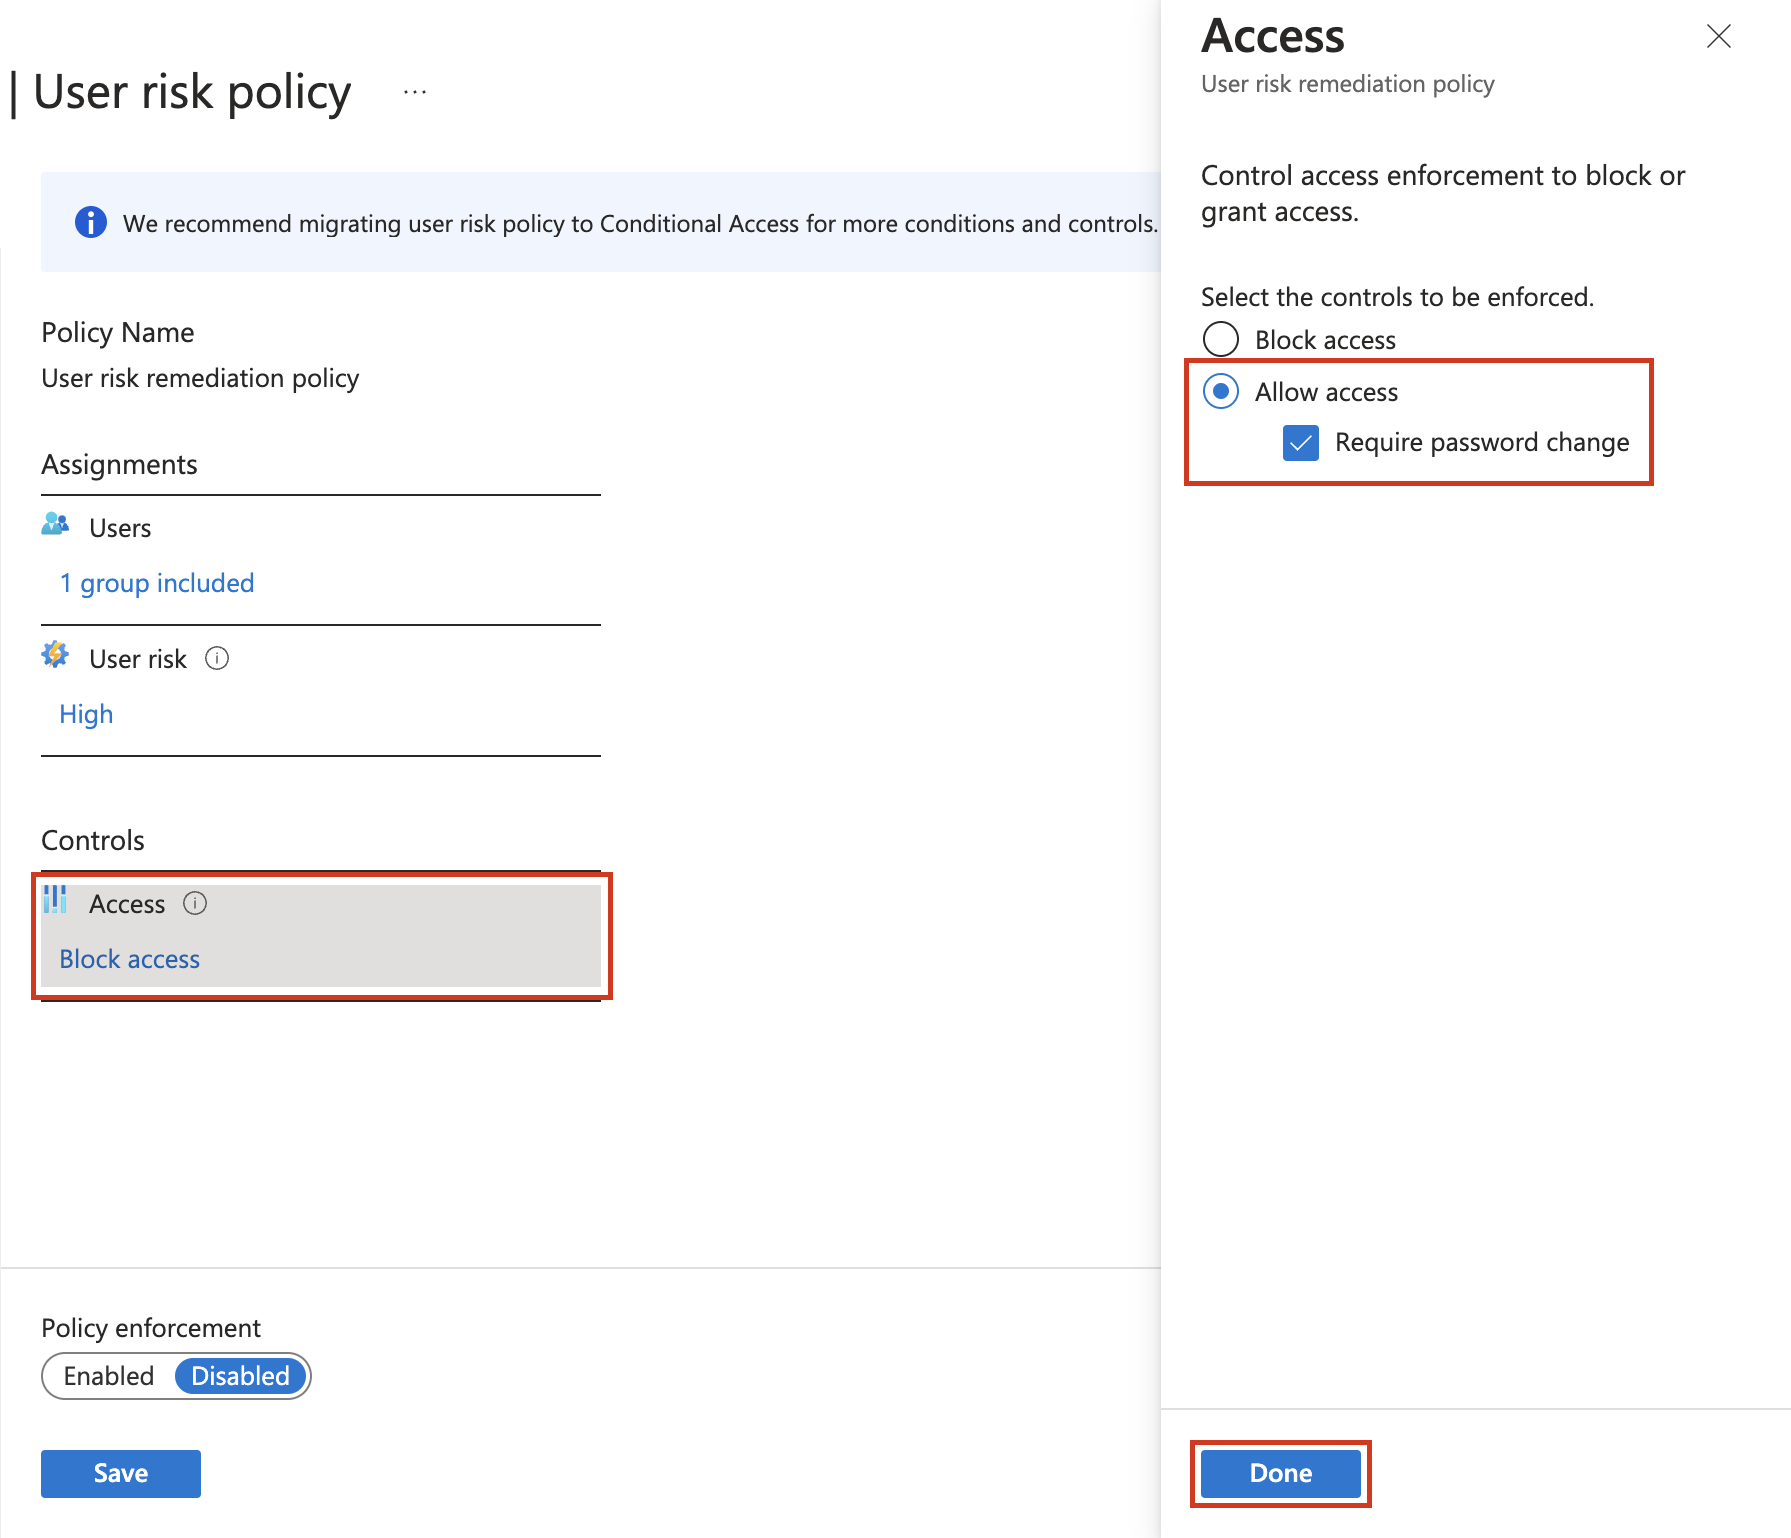 | User risk policy ...
We recommend migrating user risk policy to Conditional Access for more conditions and controls.
Policy Name
User risk remediation policy
Assignments
Users
1 group included
User risk
High
Controls
Access
Block access
Policy enforcement
Enabled Disabled
Save
Access
User risk remediation policy
Control access enforcement to block or
grant access.
Select the controls to be enforced.
Block access
Allow access
Require password change
Done